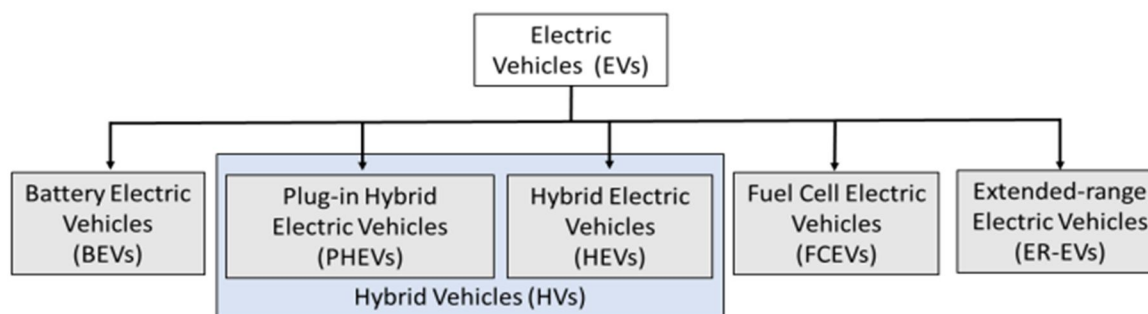 Electric
Vehicles (EVs)
Battery Electric
Vehicles
(BEVs)
Plug-in Hybrid
Electric Vehicles
(PHEVs)
Hybrid Electric
Vehicles
(HEVs)
Fuel Cell Electric
Vehicles
(FCEVs)
Extended-range
Electric Vehicles
(ER-EVs)
Hybrid Vehicles (HVs)